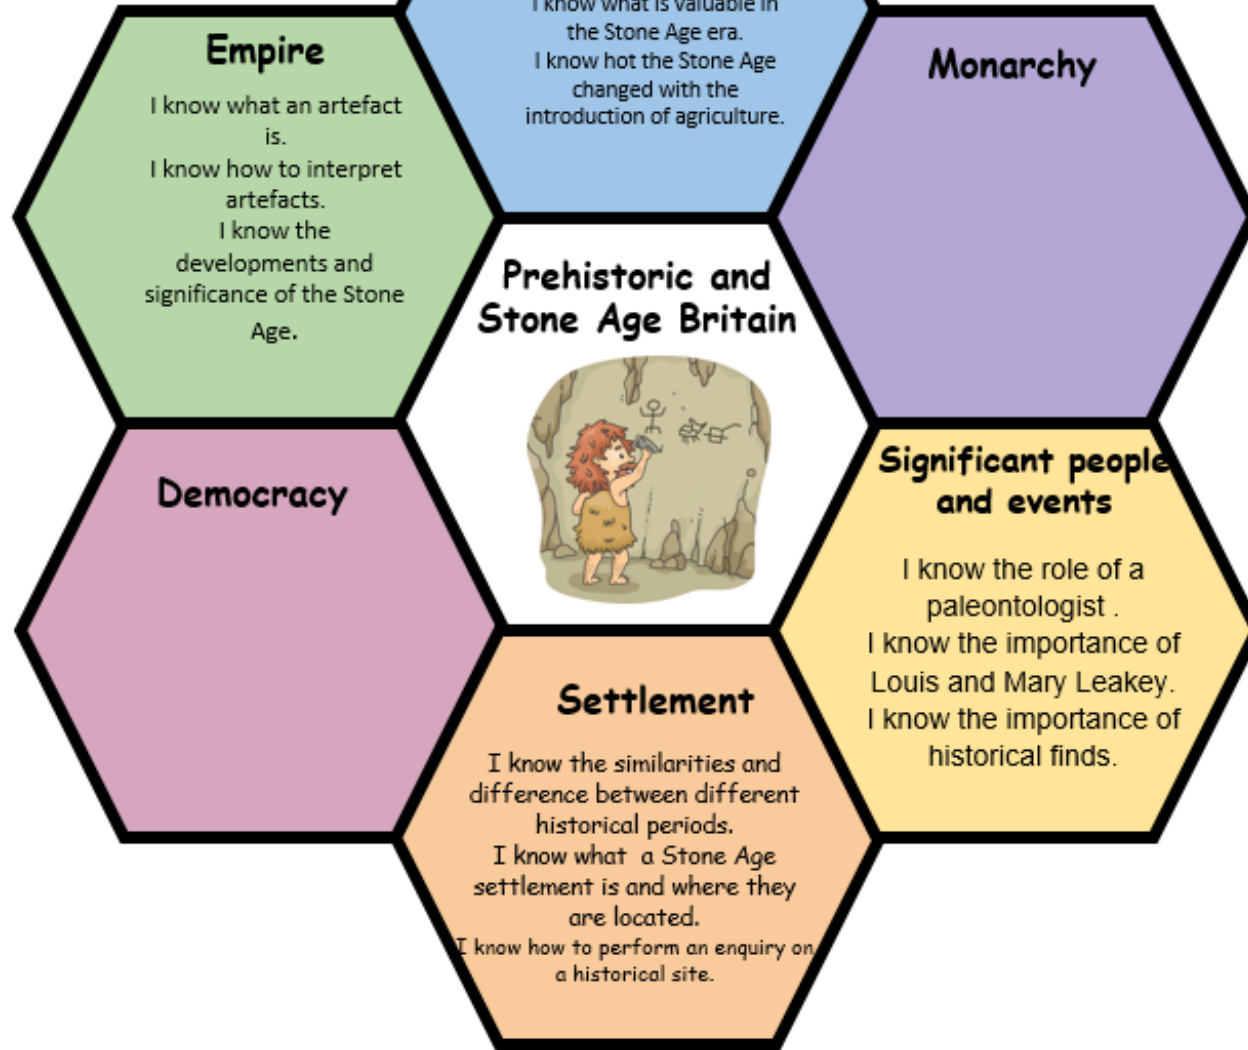 I know what is valuable in
the Stone Age era.
I know hot the Stone Age
changed with the
introduction of agriculture.
Empire
I know what an artefact
is.
I know how to interpret
artefacts.
I know the
developments and
significance of the Stone
Age.
Monarchy
Prehistoric and
Stone Age Britain
Democracy
Significant people
and events
I know the role of a
paleontologist .
I know the importance of
Louis and Mary Leakey.
I know the importance of
historical finds.
Settlement
I know the similarities and
difference between different
historical periods.
I know what  a Stone Age
settlement is and where they
are located.
I know how to perform an enquiry on
a historical site.